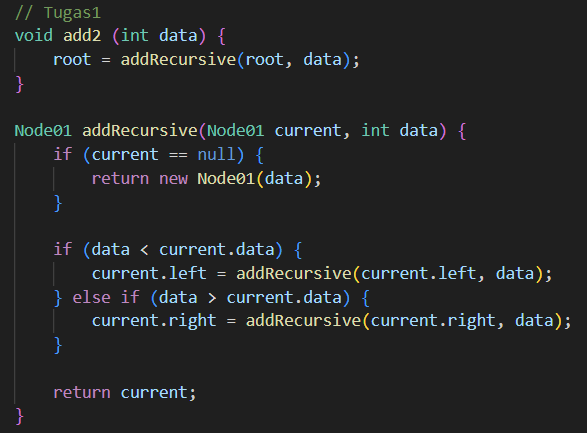 // Tugas1
void add2 (int data) {
    root = addRecursive(root, data);
}

Node01 addRecursive(Node01 current, int data) {
    if (current == null) {
        return new Node01(data);
    }

    if (data < current.data) {
        current.left = addRecursive(current.left, data);
    } else if (data > current.data) {
        current.right = addRecursive(current.right, data);
    }

    return current;
}